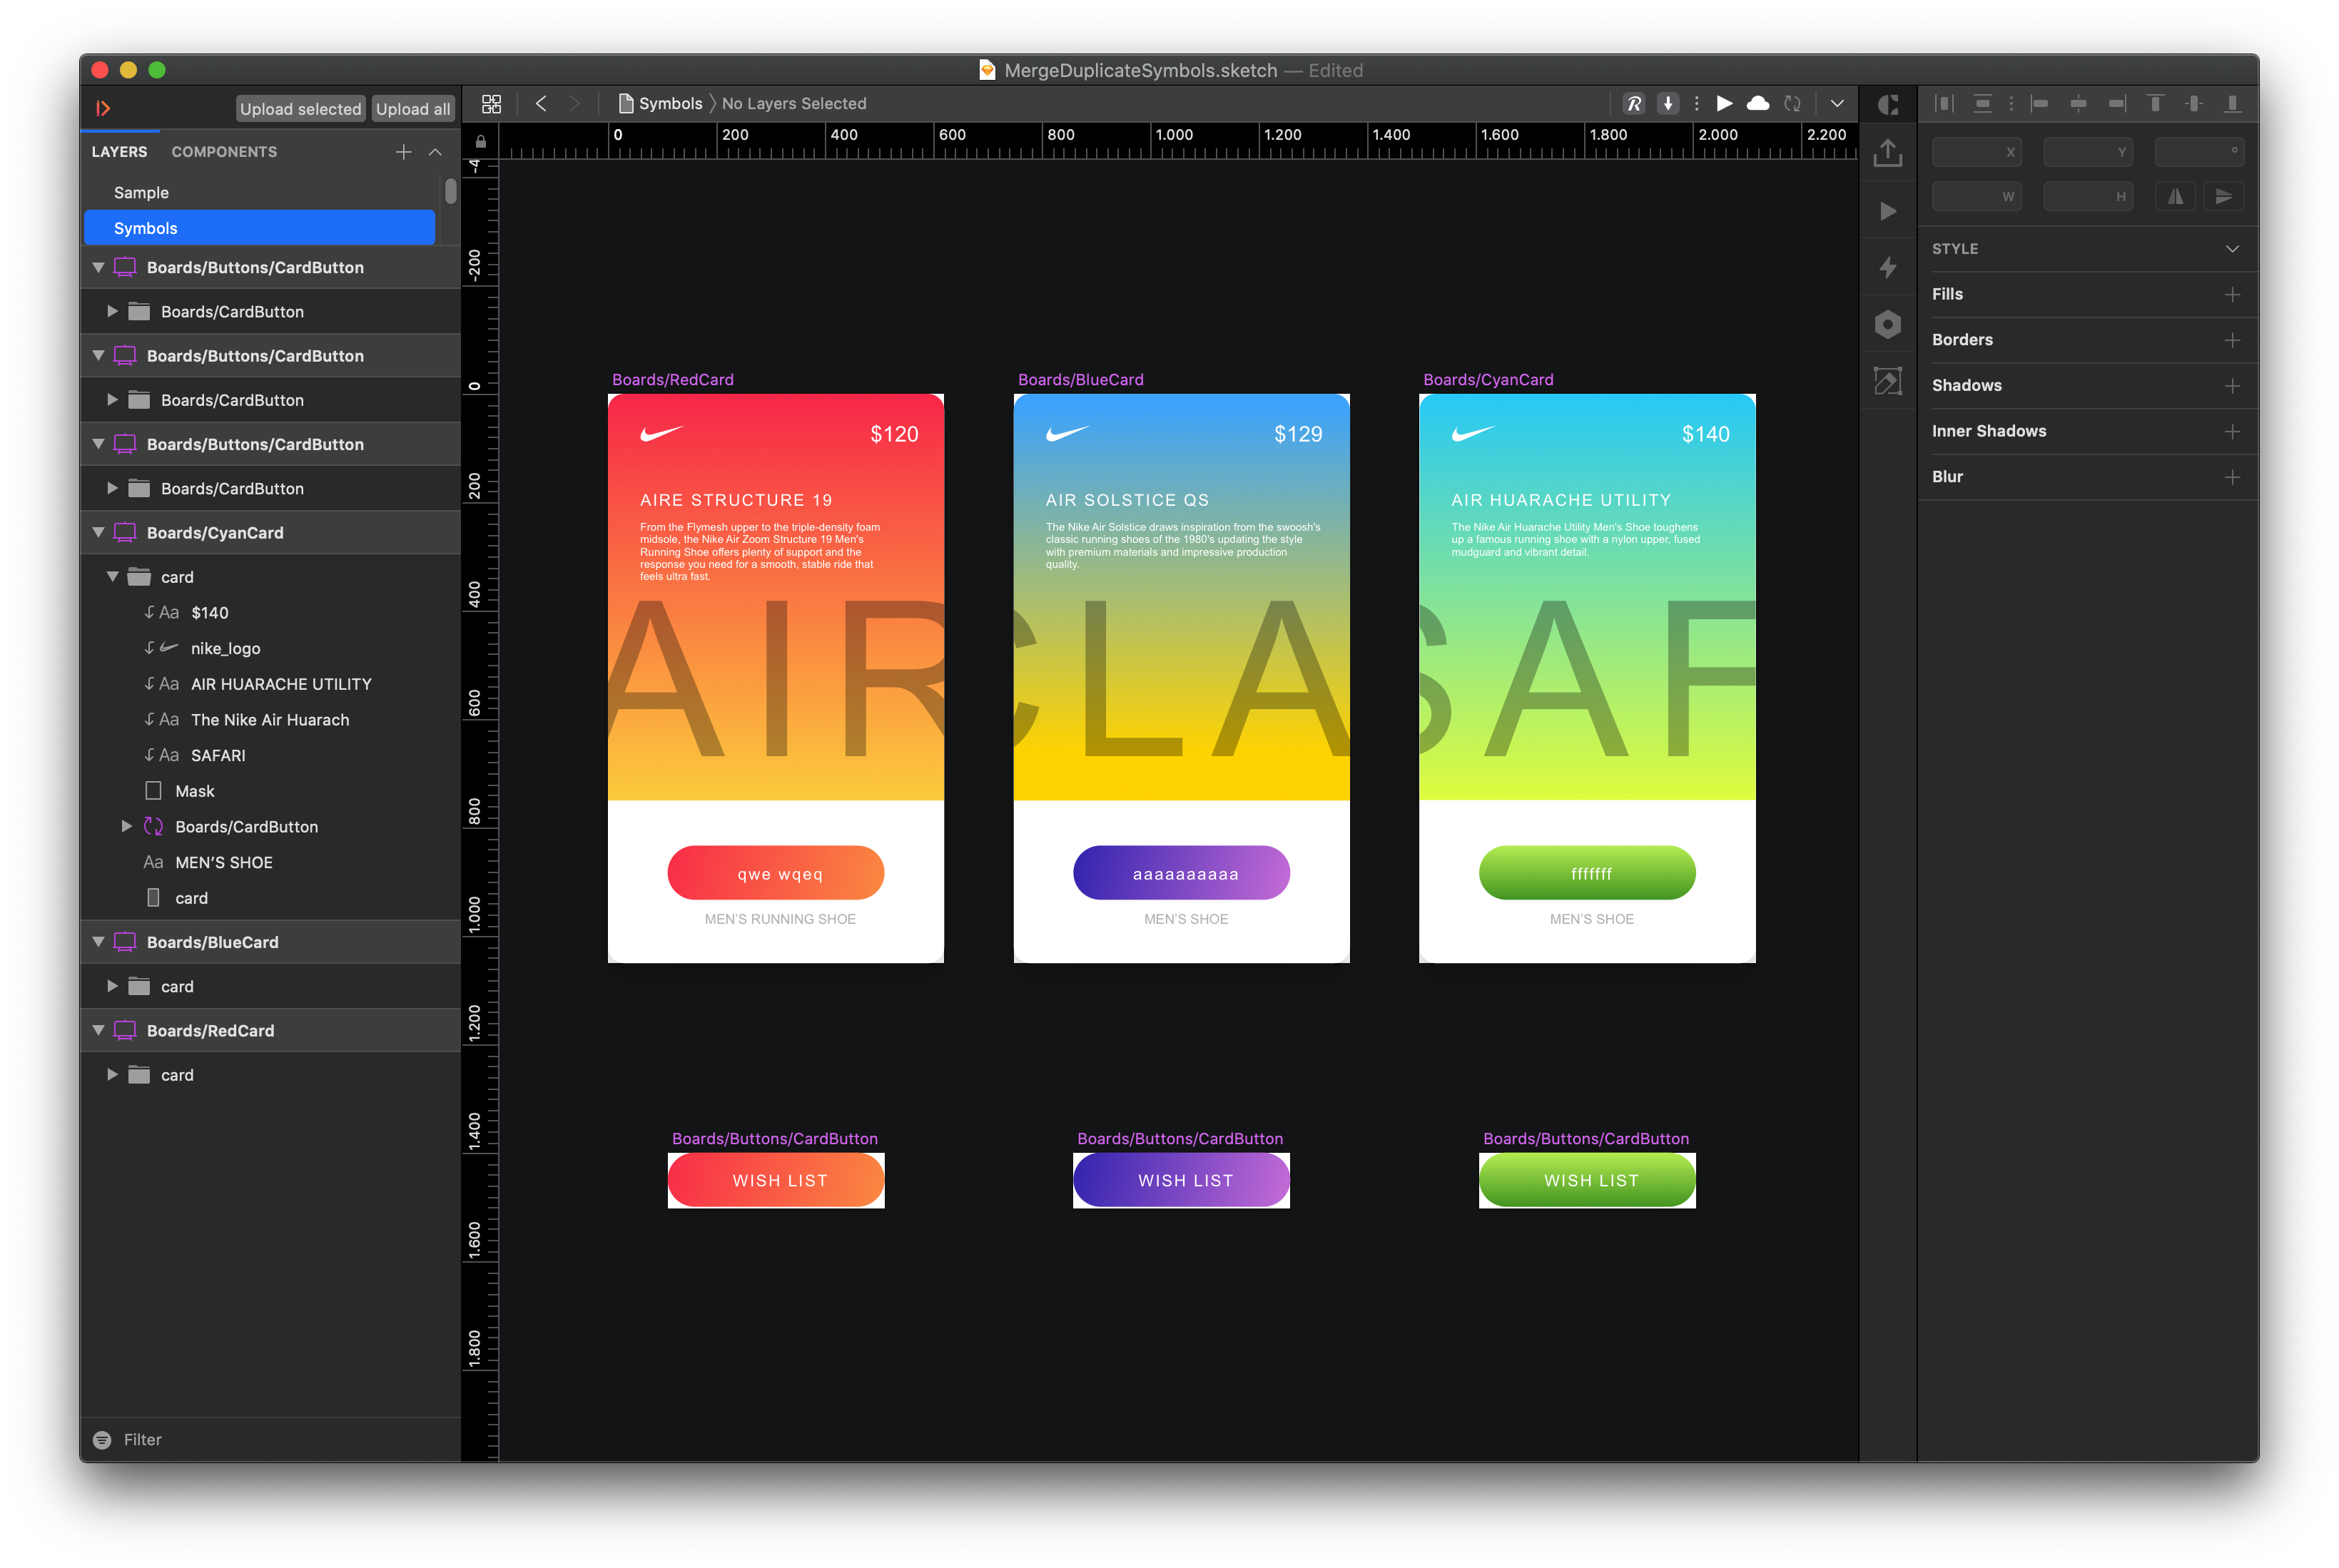 MergeDuplicateSymbols.sketch — Edited
Upload selected
Upload all
Symbols
No Layers Selected
LAYERS
COMPONENTS
Sample
Symbols
Boards/Buttons/CardButton
Boards/CardButton
Boards/Buttons/CardButton
Boards/CardButton
Boards/Buttons/CardButton
Boards/CardButton
Boards/CyanCard
card
Aa $140
nike_logo
Aa AIR HUARACHE UTILITY
Aa The Nike Air Huarach
Aa SAFARI
Mask
Boards/CardButton
Aa MEN’S SHOE
card
Boards/BlueCard
card
Boards/RedCard
card
Filter
0 200 400 600 800 1.000 1.200 1.400 1.600 1.800 2.000 2.200
-4
-200
0
200
400
600
800
1.000
1.200
1.400
1.600
1.800
Boards/RedCard
$120
AIRE STRUCTURE 19
From the Flymesh upper to the triple-density foam
midsole, the Nike Air Zoom Structure 19 Men's
Running Shoe offers plenty of support and the
response you need for a smooth, stable ride that
feels ultra fast.
AIR
qwe wqeq
MEN’S RUNNING SHOE
Boards/BlueCard
$129
AIR SOLSTICE QS
The Nike Air Solstice draws inspiration from the swoosh's
classic running shoes of the 1980's updating the style
with premium materials and impressive production
quality.
CLA
aaaaaaaaaa
MEN’S SHOE
Boards/CyanCard
$140
AIR HUARACHE UTILITY
The Nike Air Huarache Utility Men's Shoe toughens
up a famous running shoe with a nylon upper, fused
mudguard and vibrant detail.
SAF
fffffff
MEN’S SHOE
Boards/Buttons/CardButton
WISH LIST
Boards/Buttons/CardButton
WISH LIST
Boards/Buttons/CardButton
WISH LIST
X
Y
°
W
H
STYLE
Fills
Borders
Shadows
Inner Shadows
Blur